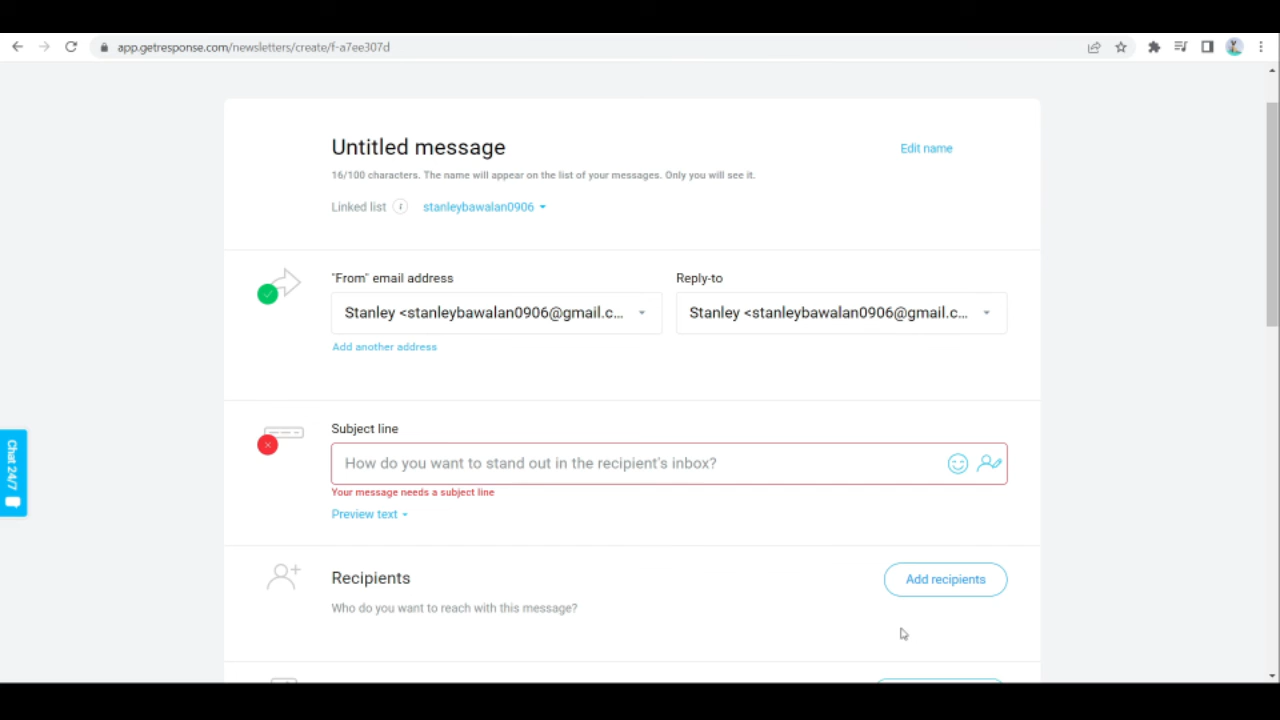 app.getresponse.com/newsletters/create/f-a7ee307d
Untitled message
Edit name
16/100 characters. The name will appear on the list of your messages. Only you will see it.
Linked list i stanleybawalan0906
"From" email address
Reply-to
Stanley <stanleybawalan0906@gmail.c...
Stanley <stanleybawalan0906@gmail.c...
Add another address
Subject line
How do you want to stand out in the recipient's inbox?
Your message needs a subject line
Preview text
Chat 24/7
Recipients
Add recipients
Who do you want to reach with this message?